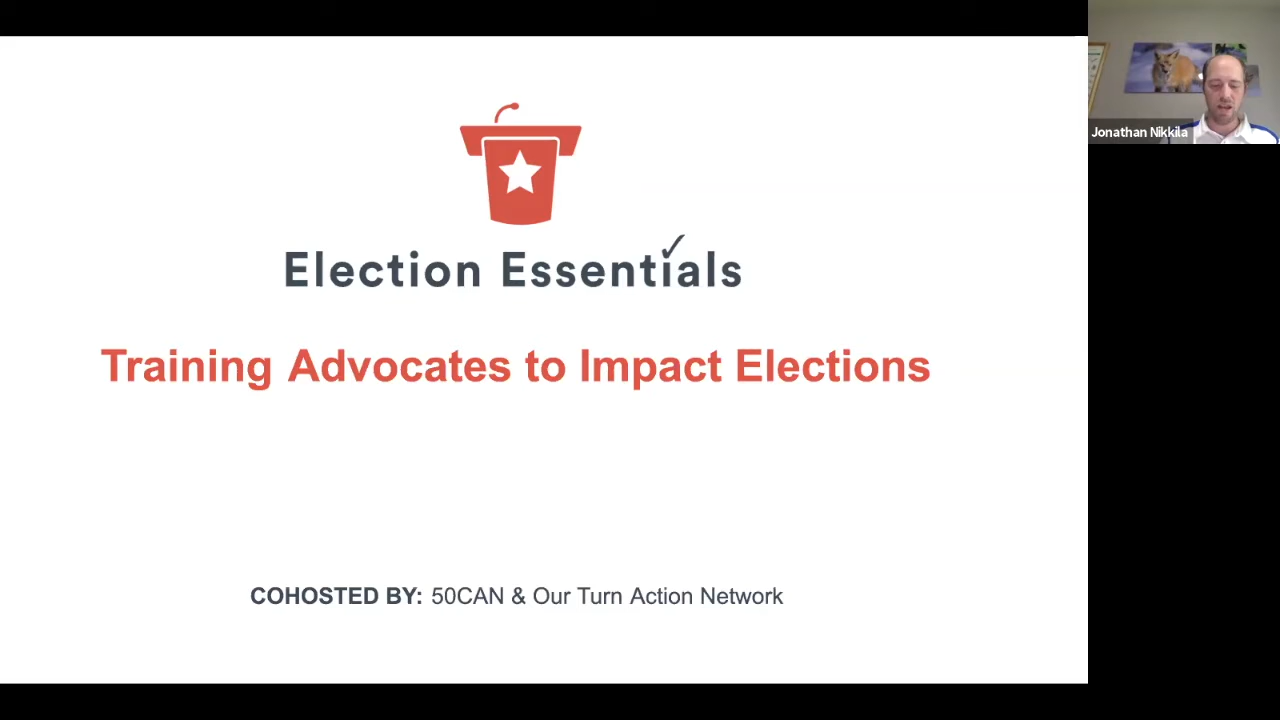 Jonathan Nikkila
Election Essentials
Training Advocates to Impact Elections
COHOSTED BY: 50CAN & Our Turn Action Network